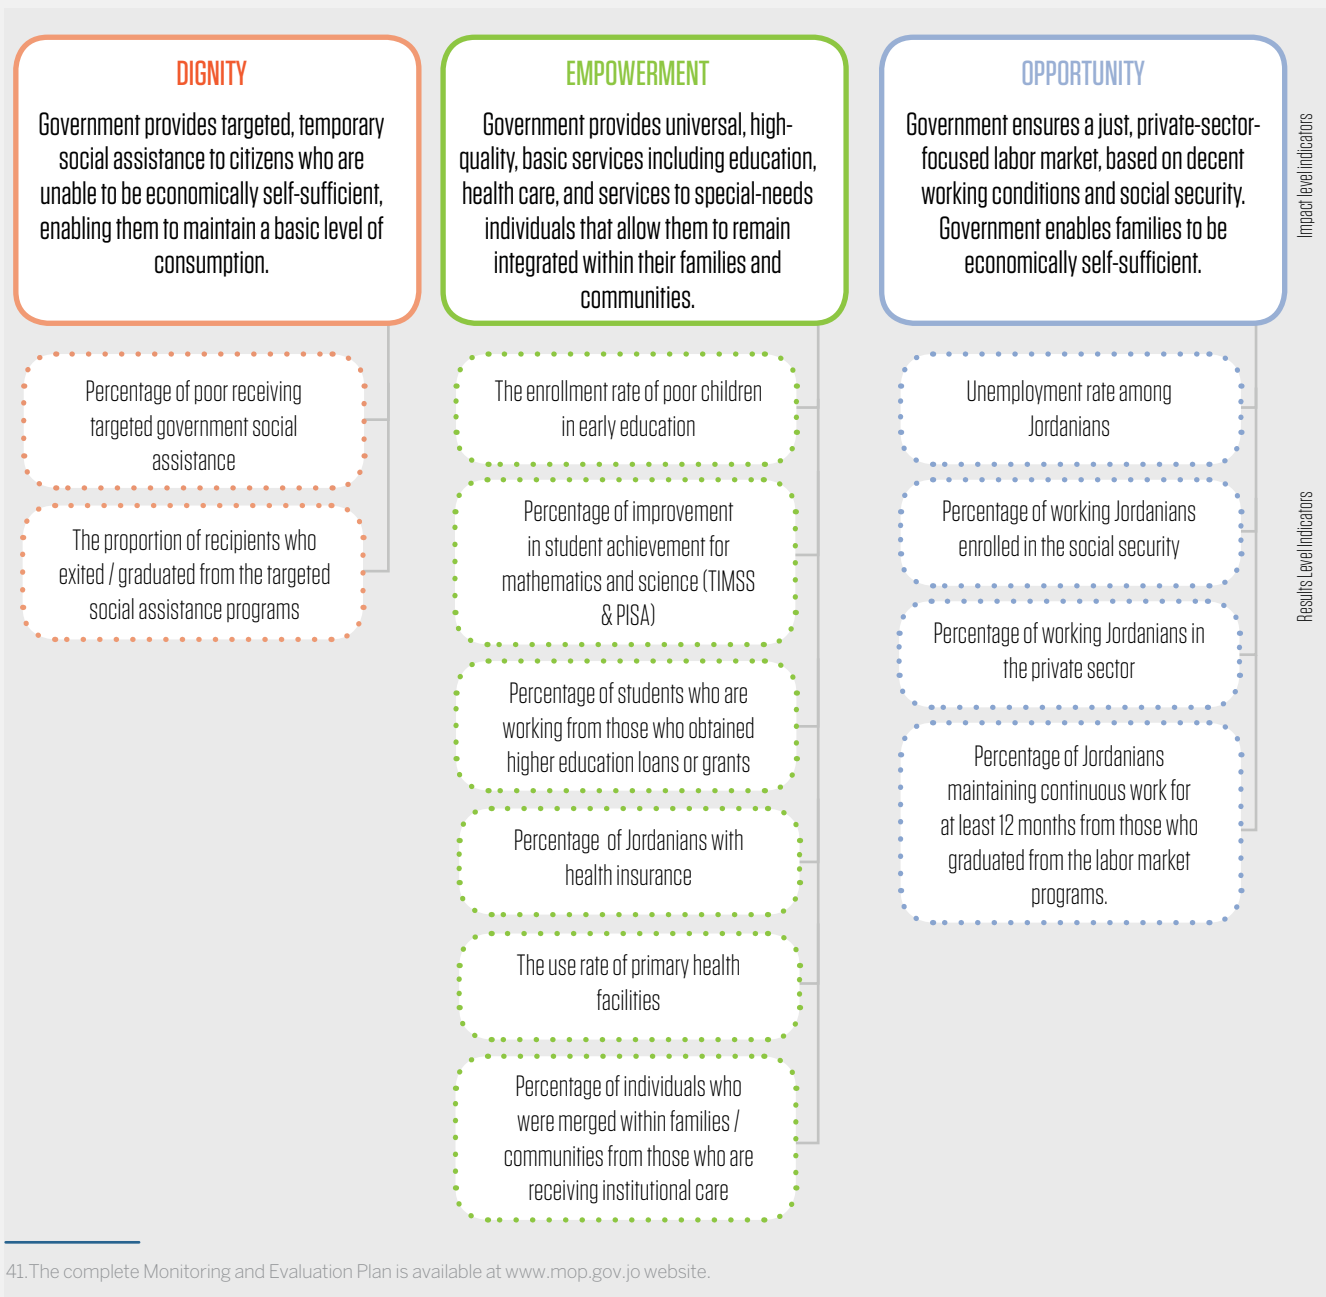 DIGNITY
Government provides targeted, temporary
social assistance to citizens who are
unable to be economically self-sufficient,
enabling them to maintain a basic level of
consumption.
Percentage of poor receiving
targeted government social
assistance
The proportion of recipients who
exited / graduated from the targeted
social assistance programs
EMPOWERMENT
Government provides universal, high-
quality, basic services including education,
health care, and services to special-needs
individuals that allow them to remain
integrated within their families and
communities.
The enrollment rate of poor children
in early education
Percentage of improvement
in student achievement for
mathematics and science (TIMSS
& PISA)
Percentage of students who are
working from those who obtained
higher education loans or grants
Percentage of Jordanians with
health insurance
The use rate of primary health
facilities
Percentage of individuals who
were merged within families /
communities from those who are
receiving institutional care
OPPORTUNITY
Government ensures a just, private-sector-
focused labor market, based on decent
working conditions and social security.
Government enables families to be
economically self-sufficient.
Unemployment rate among
Jordanians
Percentage of working Jordanians
enrolled in the social security
Percentage of working Jordanians in
the private sector
Percentage of Jordanians
maintaining continuous work for
at least 12 months from those who
graduated from the labor market
programs.
Impact level indicators
Results Level Indicators
41.The complete Monitoring and Evaluation Plan is available at www.mop.gov.jo website.